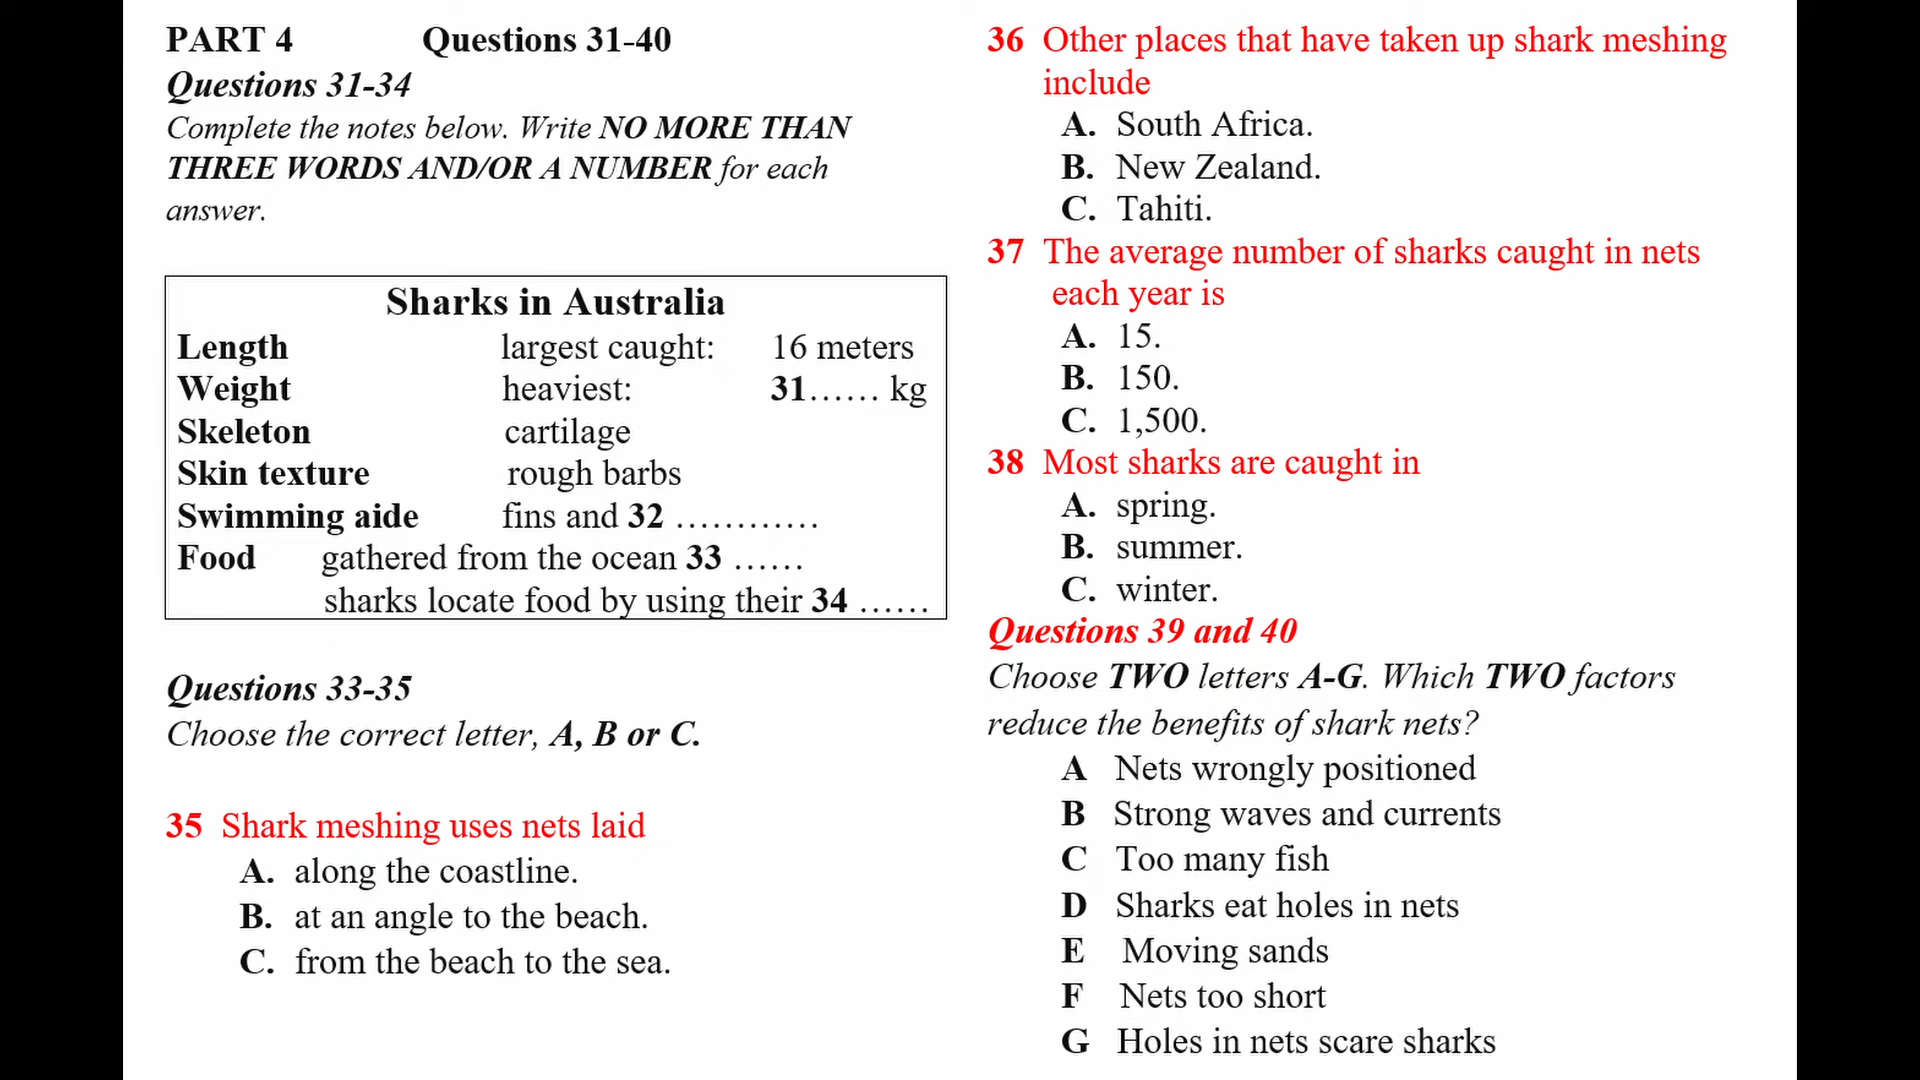 PART 4 Questions 31-40
Questions 31-34
Complete the notes below. Write NO MORE THAN
THREE WORDS AND/OR A NUMBER for each
answer.
Sharks in Australia
Length largest caught: 16 meters
Weight heaviest: 31...... kg
Skeleton cartilage
Skin texture rough barbs
Swimming aide fins and 32 ............
Food gathered from the ocean 33 ......
sharks locate food by using their 34 ......
Questions 33-35
Choose the correct letter, A, B or C.
35 Shark meshing uses nets laid
A. along the coastline.
B. at an angle to the beach.
C. from the beach to the sea.
36 Other places that have taken up shark meshing
include
A. South Africa.
B. New Zealand.
C. Tahiti.
37 The average number of sharks caught in nets
each year is
A. 15.
B. 150.
C. 1,500.
38 Most sharks are caught in
A. spring.
B. summer.
C. winter.
Questions 39 and 40
Choose TWO letters A-G. Which TWO factors
reduce the benefits of shark nets?
A Nets wrongly positioned
B Strong waves and currents
C Too many fish
D Sharks eat holes in nets
E Moving sands
F Nets too short
G Holes in nets scare sharks